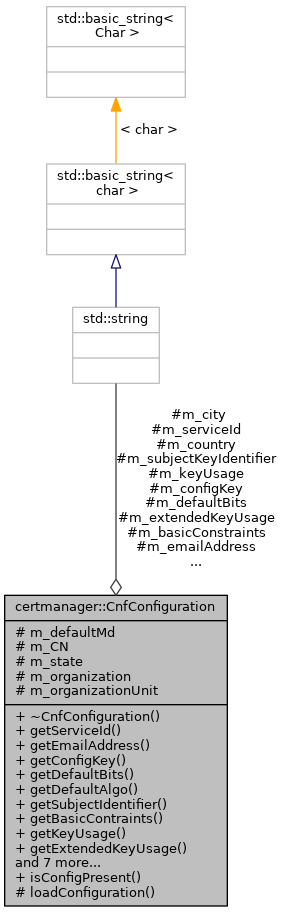 std::basic_string<
Char >
< char >
std::basic_string<
char >
std::string
#m_city
#m_serviceId
#m_country
#m_subjectKeyIdentifier
#m_keyUsage
#m_configKey
#m_defaultBits
#m_extendedKeyUsage
#m_basicConstraints
#m_emailAddress
...
certmanager::CnfConfiguration
# m_defaultMd
# m_CN
# m_state
# m_organization
# m_organizationUnit
+ ~CnfConfiguration()
+ getServiceId()
+ getEmailAddress()
+ getConfigKey()
+ getDefaultBits()
+ getDefaultAlgo()
+ getSubjectIdentifier()
+ getBasicContraints()
+ getKeyUsage()
+ getExtendedKeyUsage()
and 7 more...
+ isConfigPresent()
# loadConfiguration()